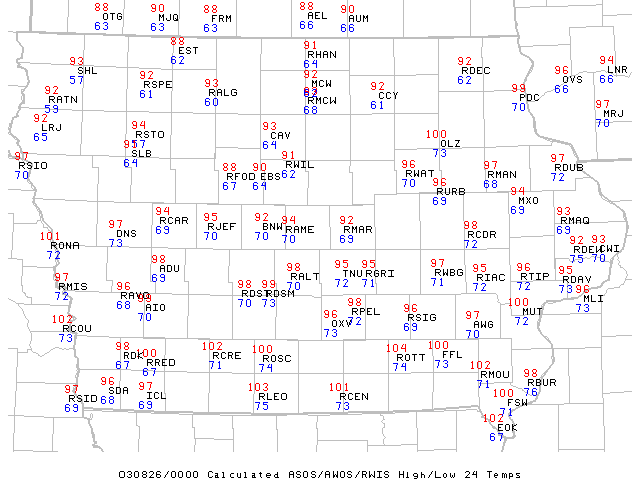 88 90 88 88 90
OTG MJQ FRM AEL AUM
63 63 63 66 66
88 91
EST RHAN
62 64
93 92 93 92 92 92 96 94
SHL RSPE RALG MCW CCY RDEC OVS LNR
57 61 60 61 62 66 66
92 98 97
RATN RMCW PDC MRJ
59 68 70 70
92 94 93 100
LRJ RSTO CAV OLZ
65 57 64 73
97 91 88 90 91 96 97 97
RSIO SLB RFOD EBS RWIL RWAT RMAN RDUB
70 64 67 64 62 70 68 72
96 94
RURB MXO
69 69
101 97 94 95 92 94 92 98 93
RONA DNS RCAR RJEF BNW RAME RMAR RCDR RMAQ
72 73 69 70 70 70 69 72 69
92 93
RDEW CWI
75 70
97 98 98 95 95 97 95 96 95
RMIS ADU RALT TNU RGRI RWBG RIAC RTIP RDAV
72 69 70 72 71 71 72 72 73
96 98 99 96
RAVO AIO RDST RDSM MLI
68 70 70 73 73
102 96 98 96 97 100
RCOU OXV RPEL RSIG AWG MUT
73 73 72 69 70 72
98 100 102 100 104 100
RDK RRED RCRE ROSC ROTT FFL
67 67 71 74 74 73
97 96 97 103 101 102 98
RSID SDA ICL RLEO RCEN RMOU RBUR
69 68 69 75 73 71 76
100
FSW
71
102
EOK
67
030826/0000 Calculated ASOS/AWOS/RWIS High/Low 24 Temps